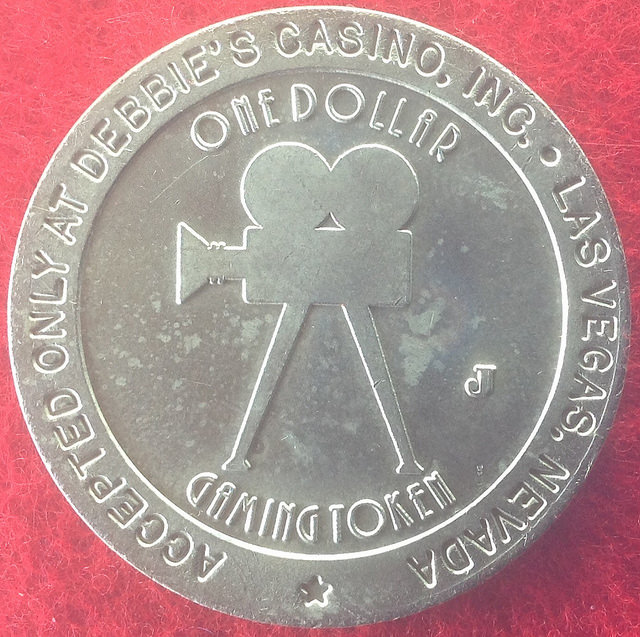 ACCEPTED ONLY AT DEBBIE'S CASINO, INC. • LAS VEGAS, NEVADA
ONE DOLLAR
GAMING TOKEN